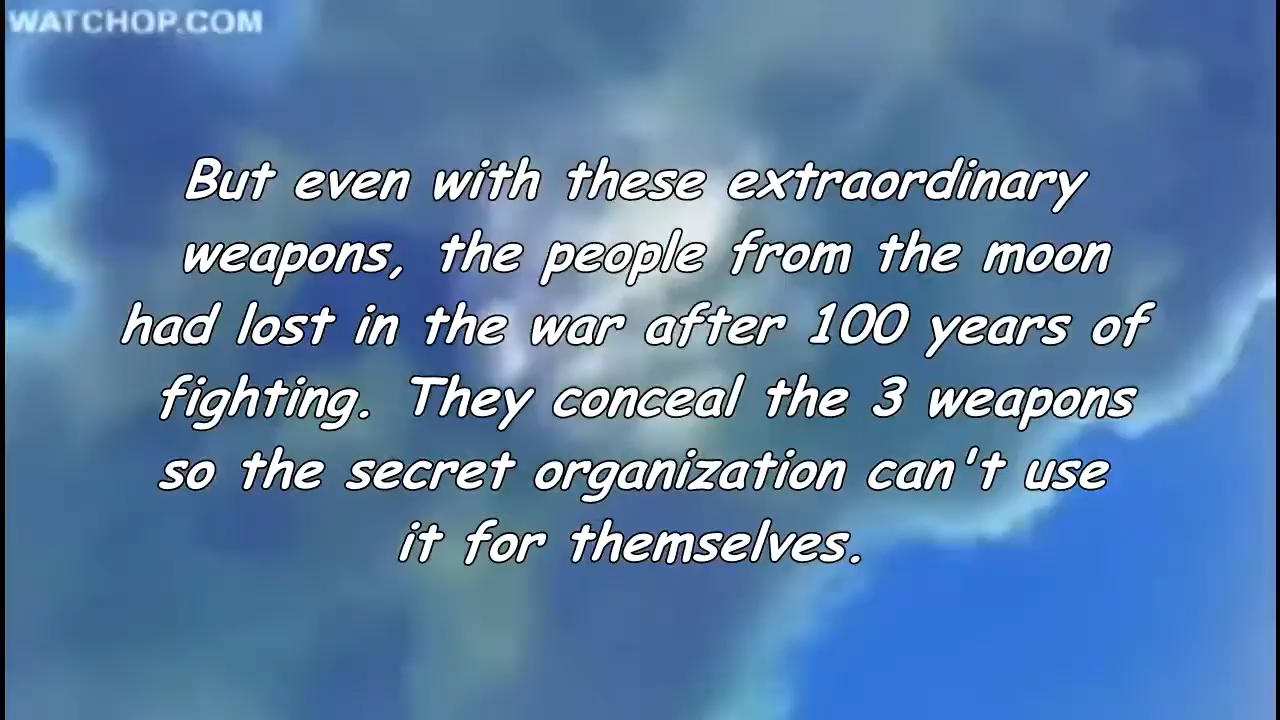 WATCHOP.COM
But even with these extraordinary
weapons, the people from the moon
had lost in the war after 100 years of
fighting. They conceal the 3 weapons
so the secret organization can't use
it for themselves.